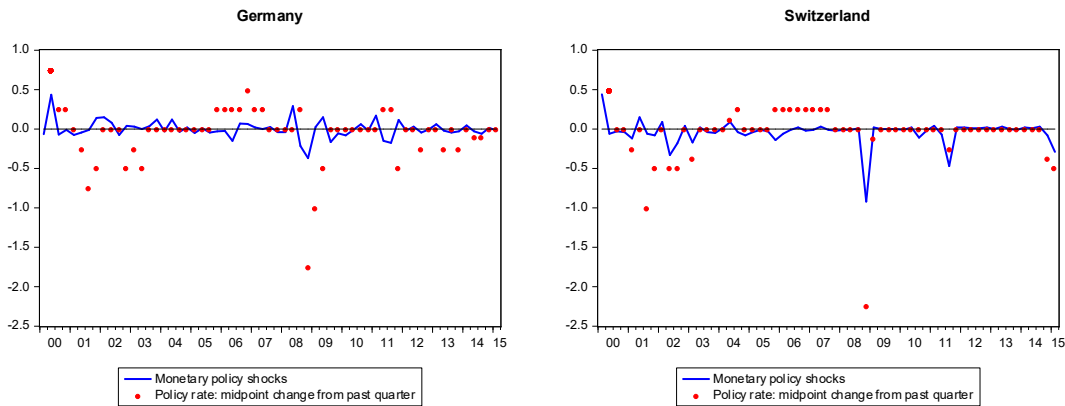 Germany
1.0
0.5
0.0
-0.5
-1.0
-1.5
-2.0
-2.5
00 01 02 03 04 05 06 07 08 09 10 11 12 13 14 15
Monetary policy shocks
Policy rate: midpoint change from past quarter
Switzerland
1.0
0.5
0.0
-0.5
-1.0
-1.5
-2.0
-2.5
00 01 02 03 04 05 06 07 08 09 10 11 12 13 14 15
Monetary policy shocks
Policy rate: midpoint change from past quarter